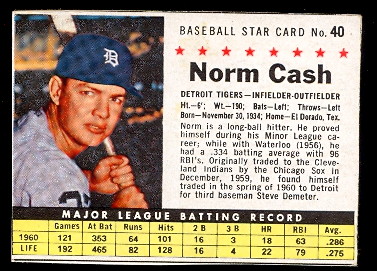 BASEBALL STAR CARD No. 40
Norm Cash
DETROIT TIGERS—INFIELDER-OUTFIELDER
Ht.-6'; Wt.-190; Bats-Left; Throws-Left
Born-November 30, 1934; Home-El Dorado, Tex.
Norm is a long-ball hitter. He proved
himself during his Minor League ca-
reer; while with Waterloo (1956), he
had a .334 batting average with 96
RBI's. Originally traded to the Cleve-
land Indians by the Chicago Sox in
December, 1959, he found himself
traded in the spring of 1960 to Detroit
for third baseman Steve Demeter.
MAJOR LEAGUE BATTING RECORD
Games At Bat Runs Hits 2 B 3 B HR RBI Avg.
1960 121 353 64 101 16 3 18 63 .286
LIFE 192 465 82 128 16 4 22 79 .275